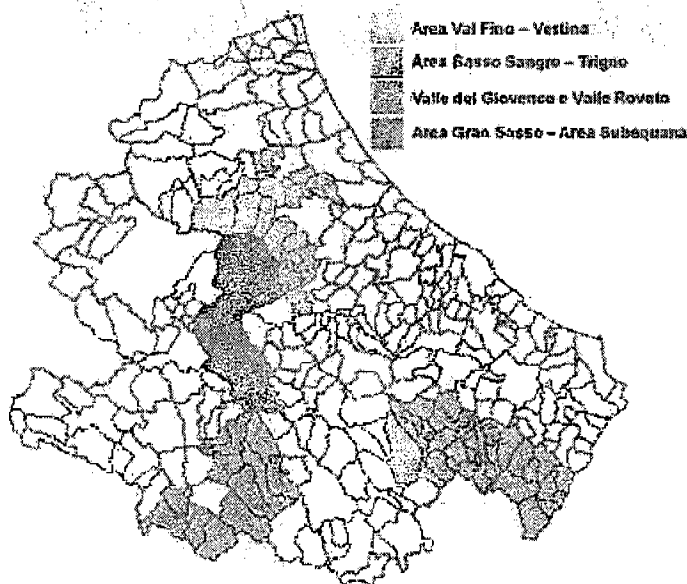 Area Val Fino – Vestina
Area Basso Sangro – Trigno
Valle del Giovenco e Valle Roveto
Area Gran Sasso – Area Subequana